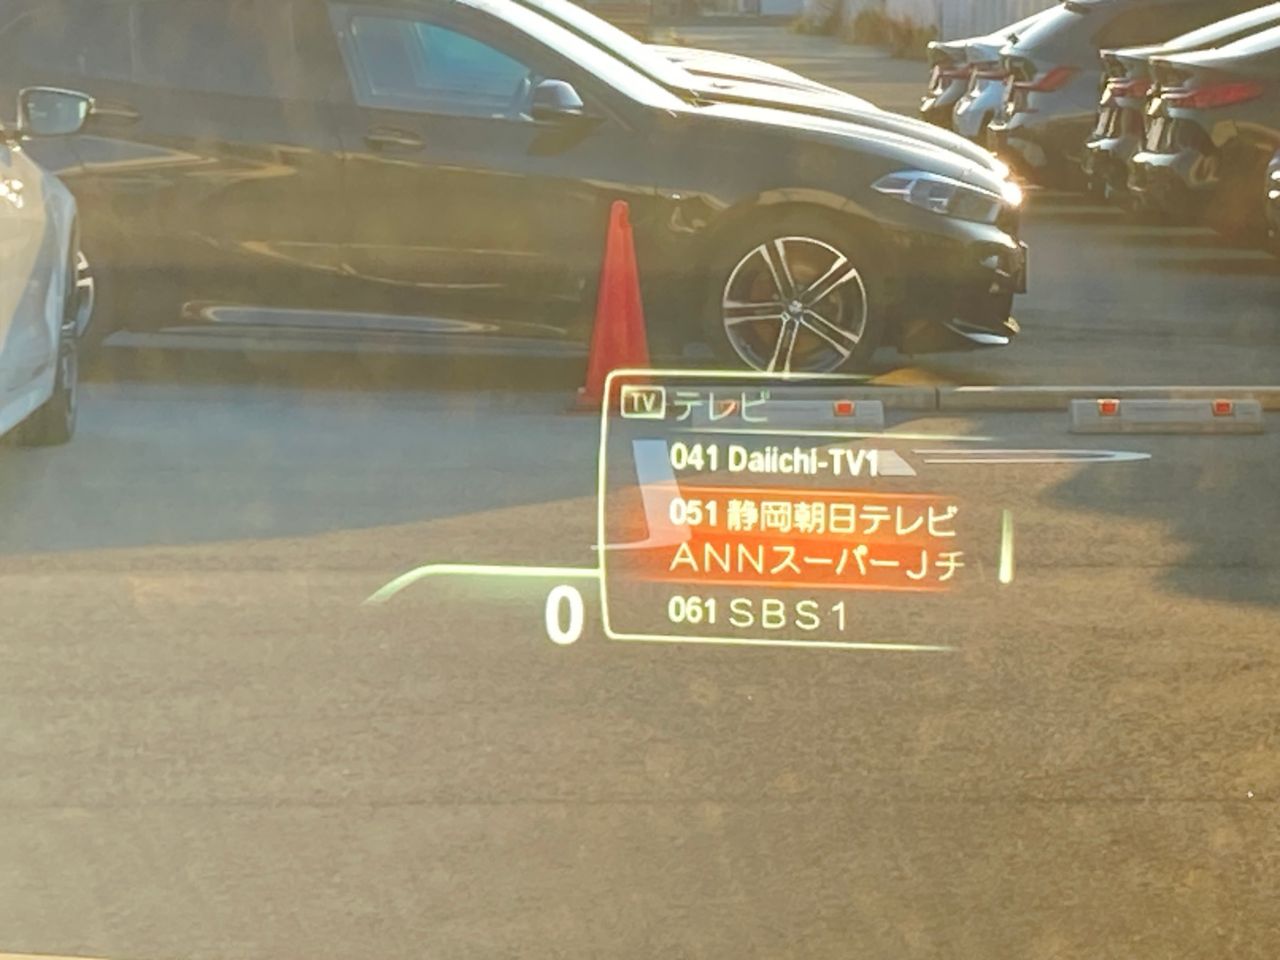 TV テレビ
041 Daiichi-TV1
051 静岡朝日テレビ
ANNスーパーJチ
061 SBS1
0